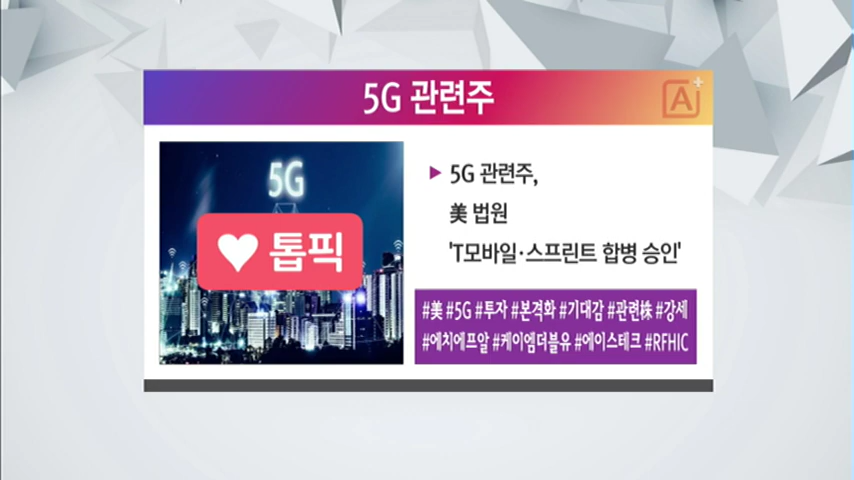 5G 관련주
A+
5G
톱픽
▶ 5G 관련주,
美 법원
'T모바일·스프린트 합병 승인'
#美 #5G #투자 #본격화 #기대감 #관련株 #강세
#에치에프알 #케이엠더블유 #에이스테크 #RFHIC